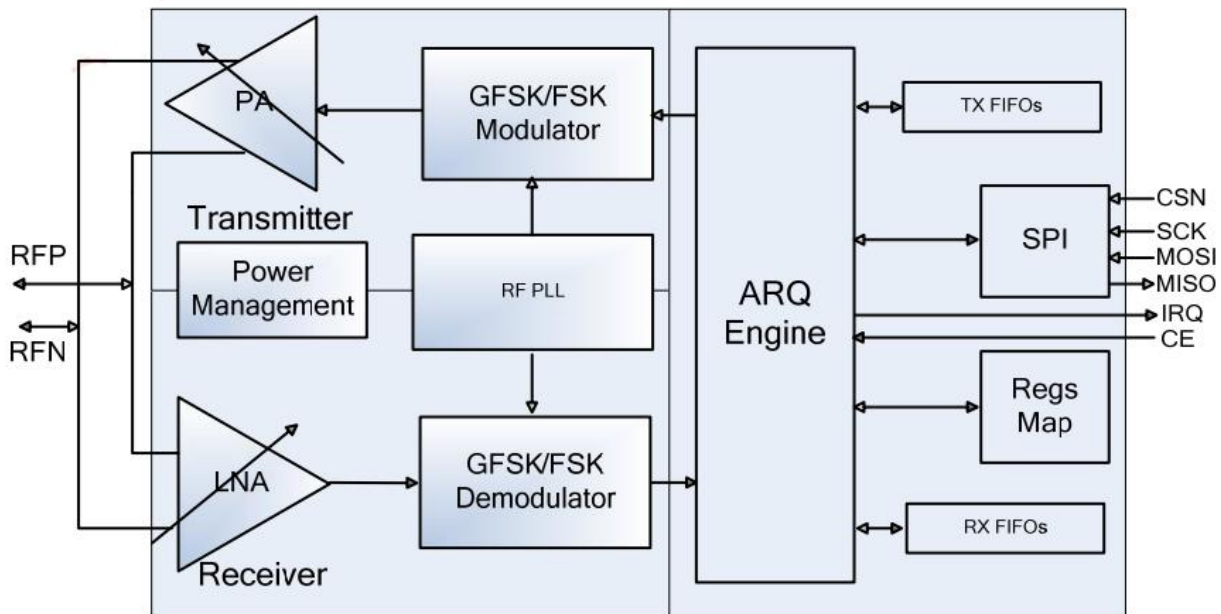 PA
GFSK/FSK
Modulator
Transmitter
Power
Management
RF PLL
RFP
RFN
LNA
GFSK/FSK
Demodulator
Receiver
ARQ
Engine
TX FIFOs
SPI
CSN
SCK
MOSI
MISO
IRQ
CE
Regs
Map
RX FIFOs